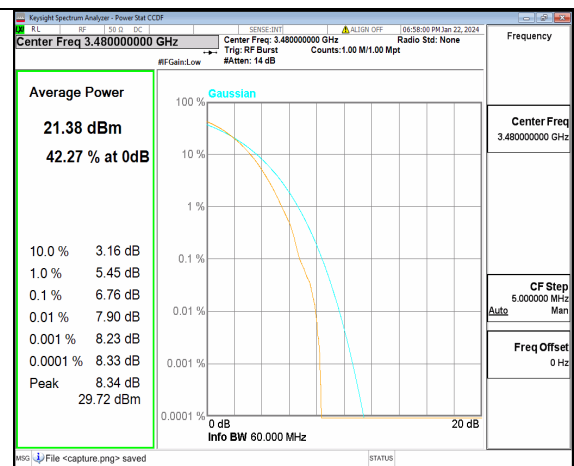 Keysight Spectrum Analyzer - Power Stat CCDF
RL RF 50 Ω DC SENSE:INT ALIGN OFF 06:58:00 PM Jan 22, 2024
Center Freq 3.480000000 GHz
Center Freq: 3.480000000 GHz Radio Std: None
Trig: RF Burst Counts:1.00 M/1.00 Mpt
#IFGain:Low #Atten: 14 dB
Frequency
Average Power
21.38 dBm
42.27 % at 0dB
10.0 % 3.16 dB
1.0 % 5.45 dB
0.1 % 6.76 dB
0.01 % 7.90 dB
0.001 % 8.23 dB
0.0001 % 8.33 dB
Peak 8.34 dB
29.72 dBm
Gaussian
100 %
10 %
1 %
0.1 %
0.01 %
0.001 %
0.0001 %
0 dB 20 dB
Info BW 60.000 MHz
Center Freq
3.480000000 GHz
CF Step
5.000000 MHz
Auto Man
Freq Offset
0 Hz
MSG File <capture.png> saved STATUS